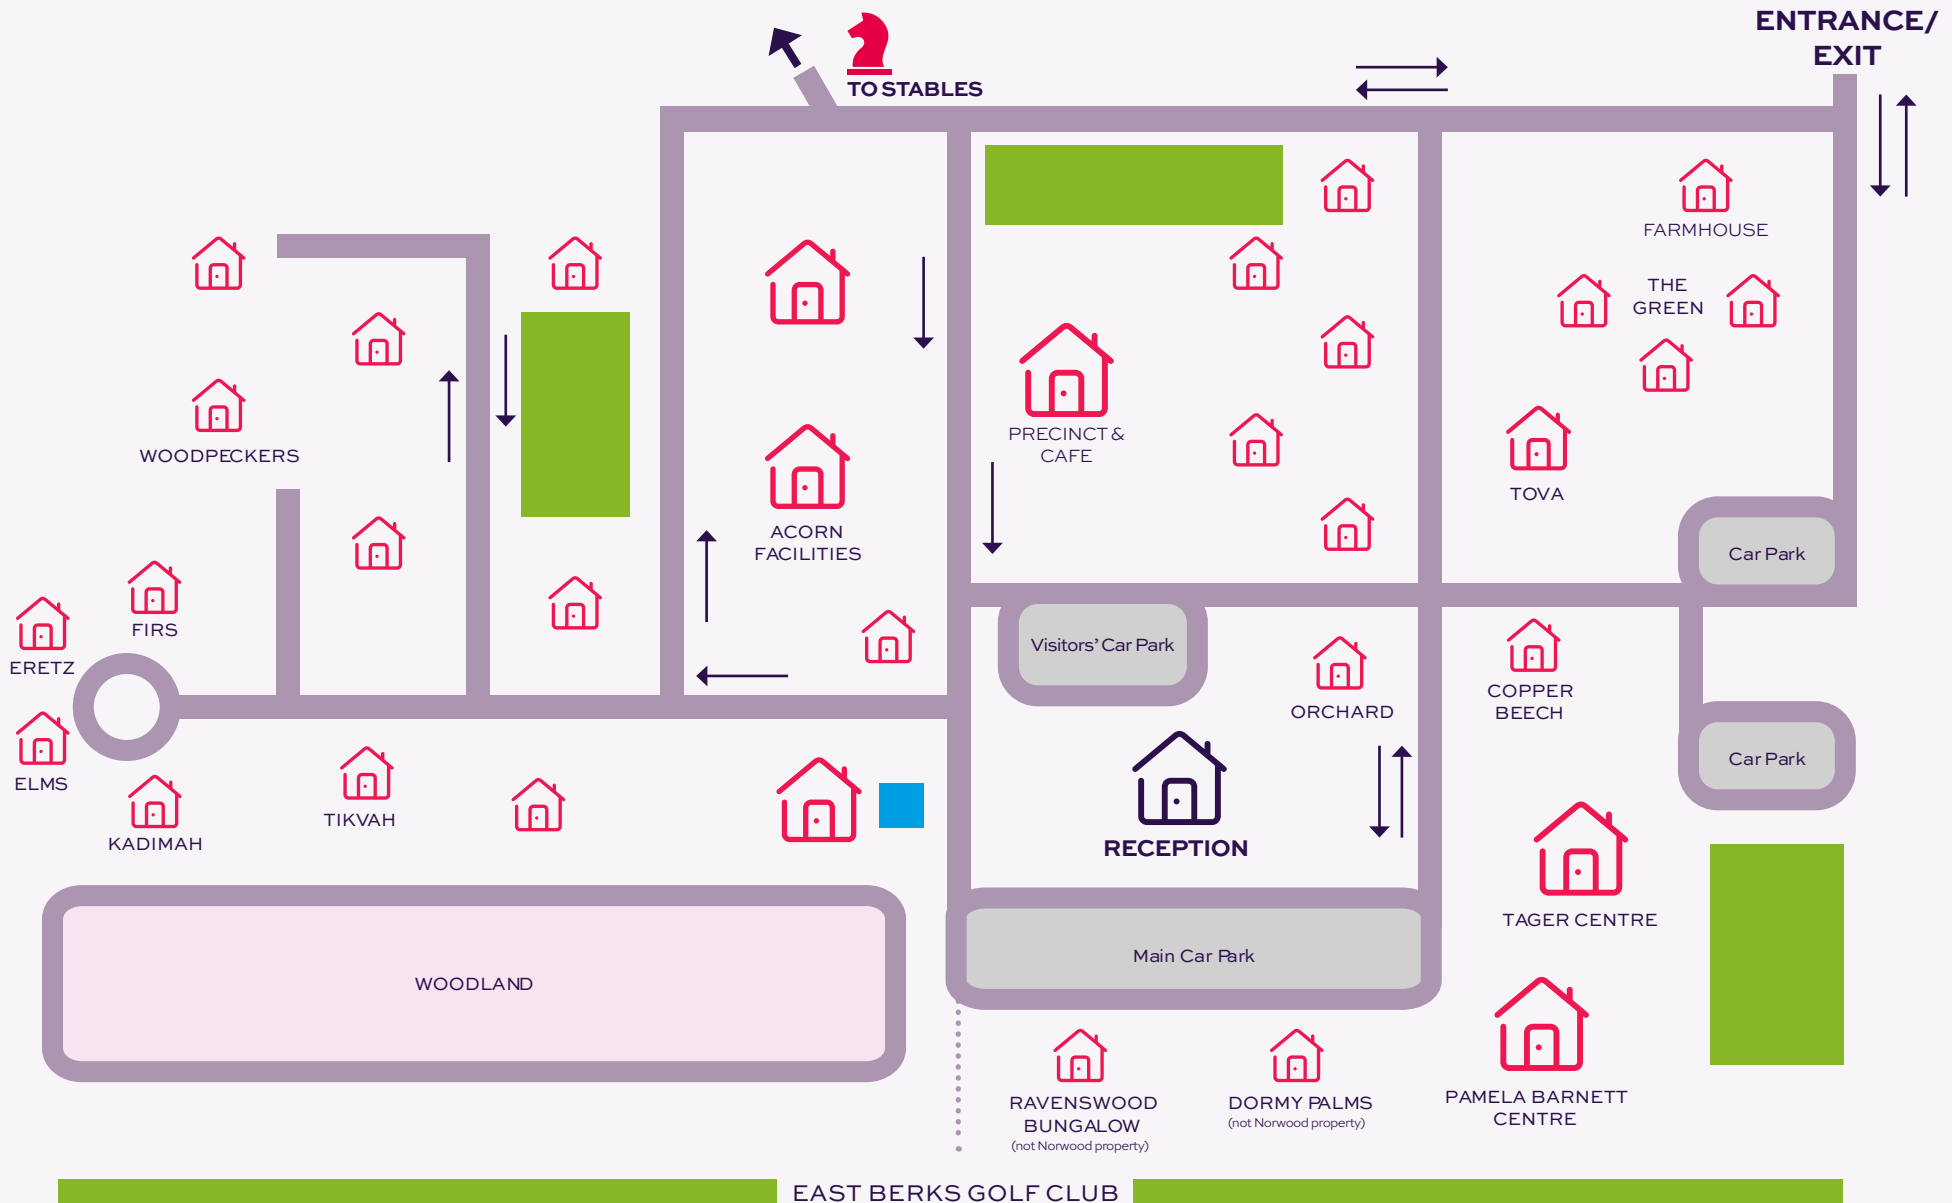 ENTRANCE/
EXIT
TO STABLES
FARMHOUSE
THE
GREEN
PRECINCT &
CAFE
WOODPECKERS
TOVA
ACORN
FACILITIES
Car Park
FIRS
Visitors' Car Park
ERETZ
COPPER
BEECH
ORCHARD
Car Park
ELMS
TIKVAH
KADIMAH
RECEPTION
TAGER CENTRE
Main Car Park
WOODLAND
PAMELA BARNETT
CENTRE
RAVENSWOOD
BUNGALOW
(not Norwood property)
DORMY PALMS
(not Norwood property)
EAST BERKS GOLF CLUB